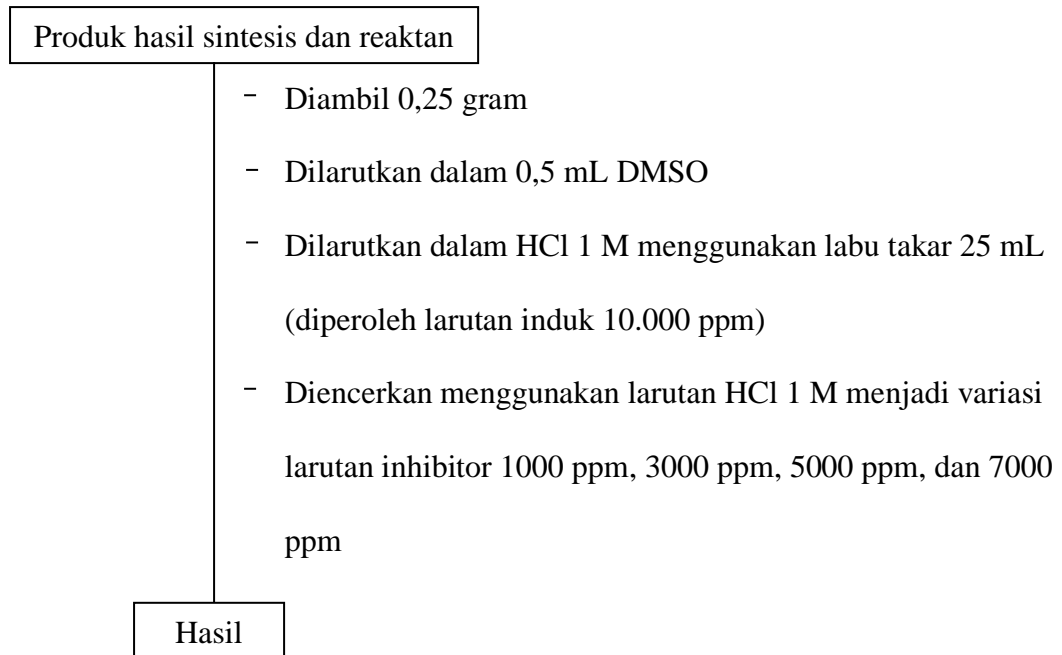 Produk hasil sintesis dan reaktan
- Diambil 0,25 gram
- Dilarutkan dalam 0,5 mL DMSO
- Dilarutkan dalam HCl 1 M menggunakan labu takar 25 mL
(diperoleh larutan induk 10.000 ppm)
- Diencerkan menggunakan larutan HCl 1 M menjadi variasi
larutan inhibitor 1000 ppm, 3000 ppm, 5000 ppm, dan 7000
ppm
Hasil